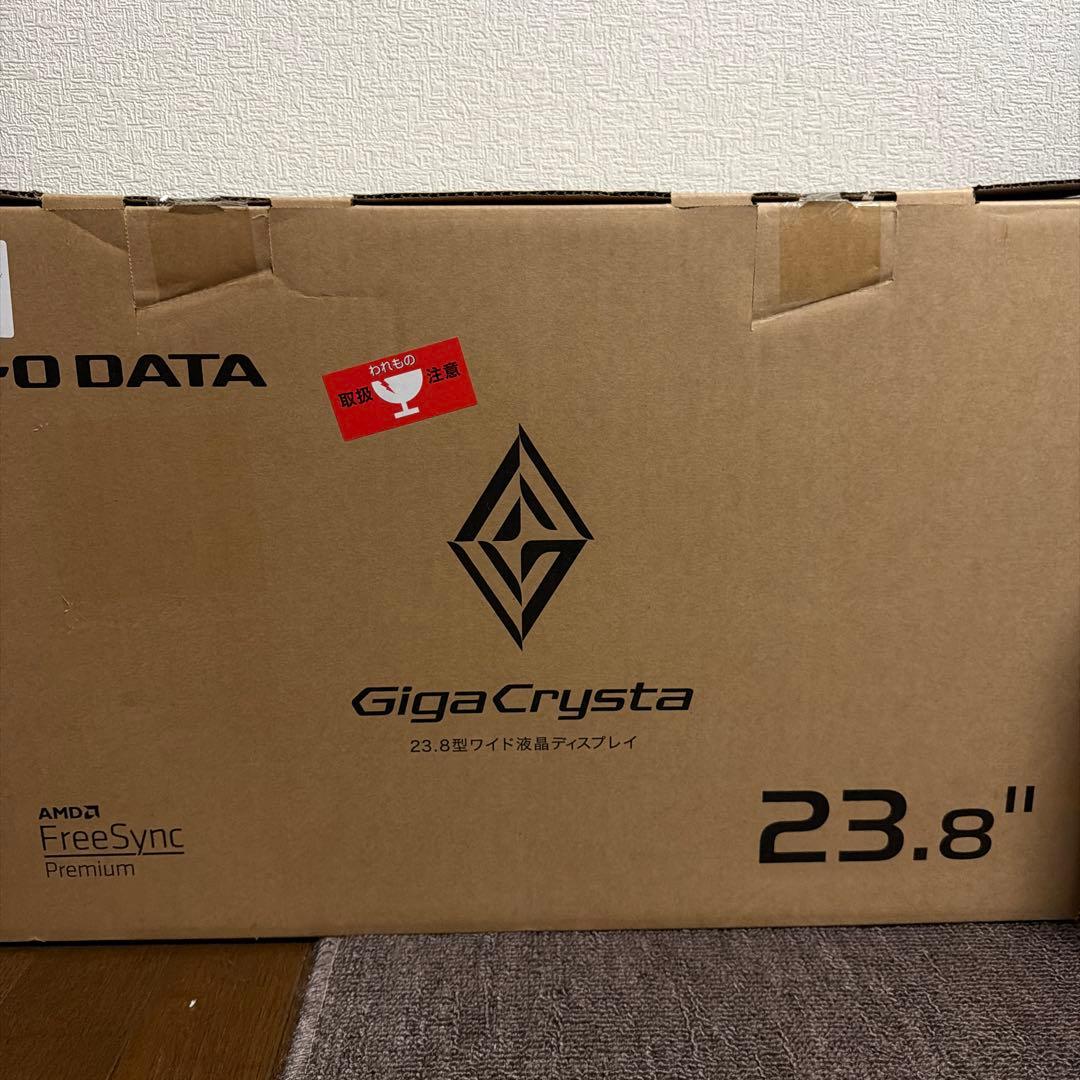 O DATA
われもの
取扱 注意
GigaCrysta
23.8型ワイド液晶ディスプレイ
AMD
FreeSync
Premium
23.8"